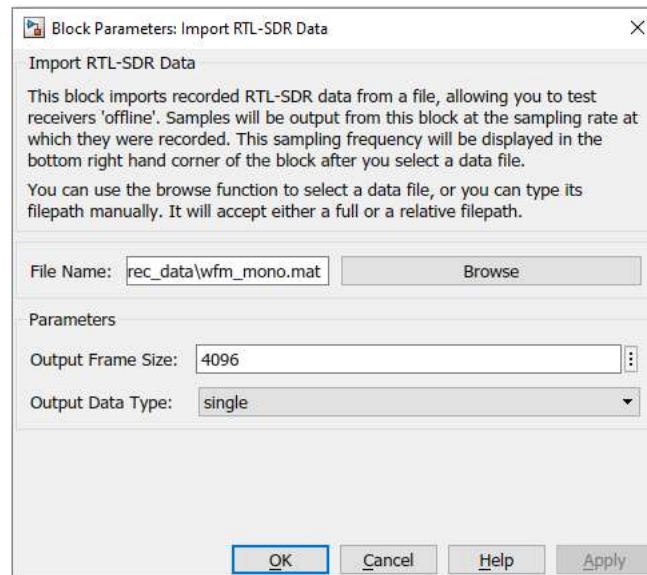 Block Parameters: Import RTL-SDR Data
Import RTL-SDR Data
This block imports recorded RTL-SDR data from a file, allowing you to test
receivers 'offline'. Samples will be output from this block at the sampling rate at
which they were recorded. This sampling frequency will be displayed in the
bottom right hand corner of the block after you select a data file.
You can use the browse function to select a data file, or you can type its
filepath manually. It will accept either a full or a relative filepath.
File Name: rec_data\wfm_mono.mat Browse
Parameters
Output Frame Size: 4096
Output Data Type: single
OK Cancel Help Apply